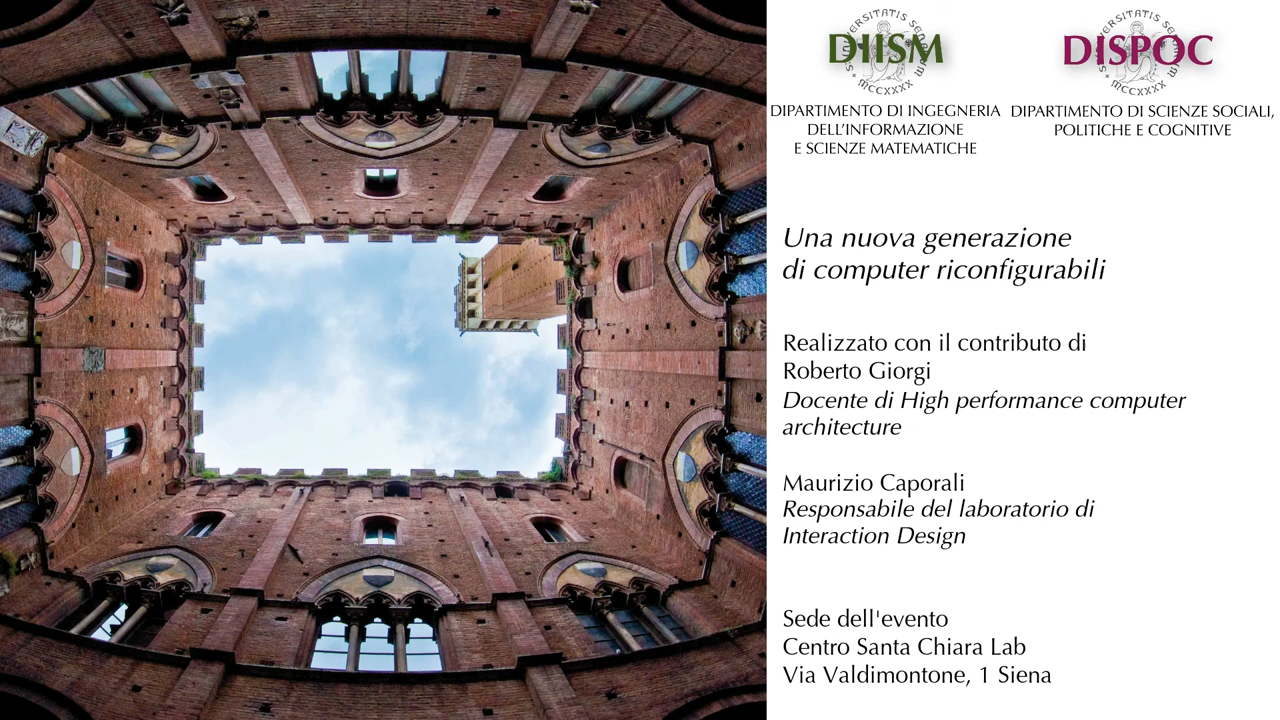 DIISM
DIPARTIMENTO DI INGEGNERIA
DELL'INFORMAZIONE
E SCIENZE MATEMATICHE
DISPOC
DIPARTIMENTO DI SCIENZE SOCIALI,
POLITICHE E COGNITIVE
Una nuova generazione
di computer riconfigurabili
Realizzato con il contributo di
Roberto Giorgi
Docente di High performance computer
architecture
Maurizio Caporali
Responsabile del laboratorio di
Interaction Design
Sede dell'evento
Centro Santa Chiara Lab
Via Valdimontone, 1 Siena